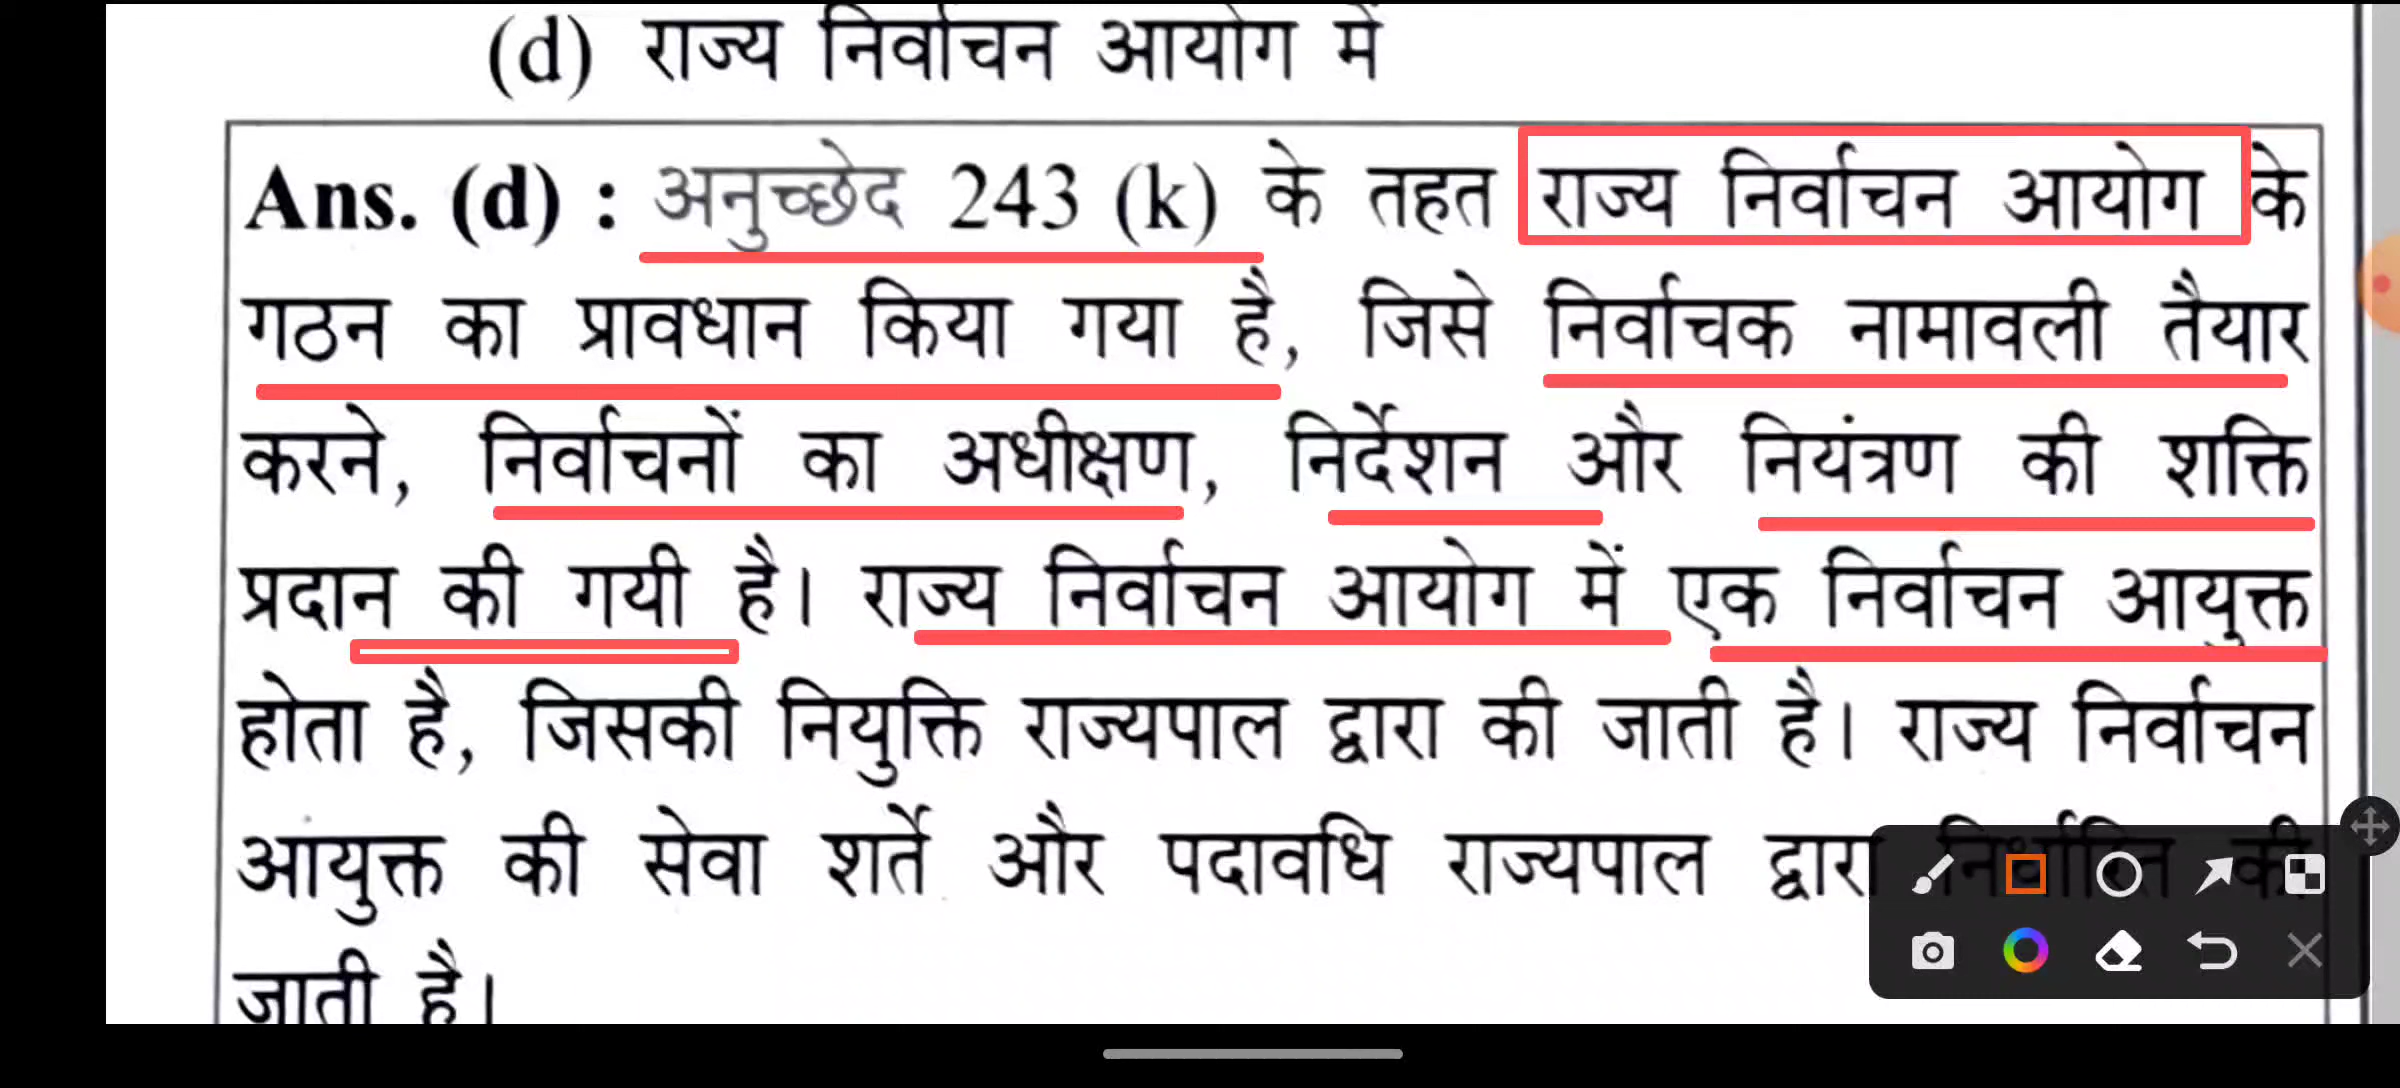 (d) राज्य निर्वाचन आयोग में
Ans. (d) : अनुच्छेद 243 (k) के तहत राज्य निर्वाचन आयोग के
गठन का प्रावधान किया गया है, जिसे निर्वाचक नामावली तैयार
करने, निर्वाचनों का अधीक्षण, निर्देशन और नियंत्रण की शक्ति
प्रदान की गयी है। राज्य निर्वाचन आयोग में एक निर्वाचन आयुक्त
होता है, जिसकी नियुक्ति राज्यपाल द्वारा की जाती है। राज्य निर्वाचन
आयुक्त की सेवा शर्ते और पदावधि राज्यपाल द्वारा निर्धारित की
जाती है।